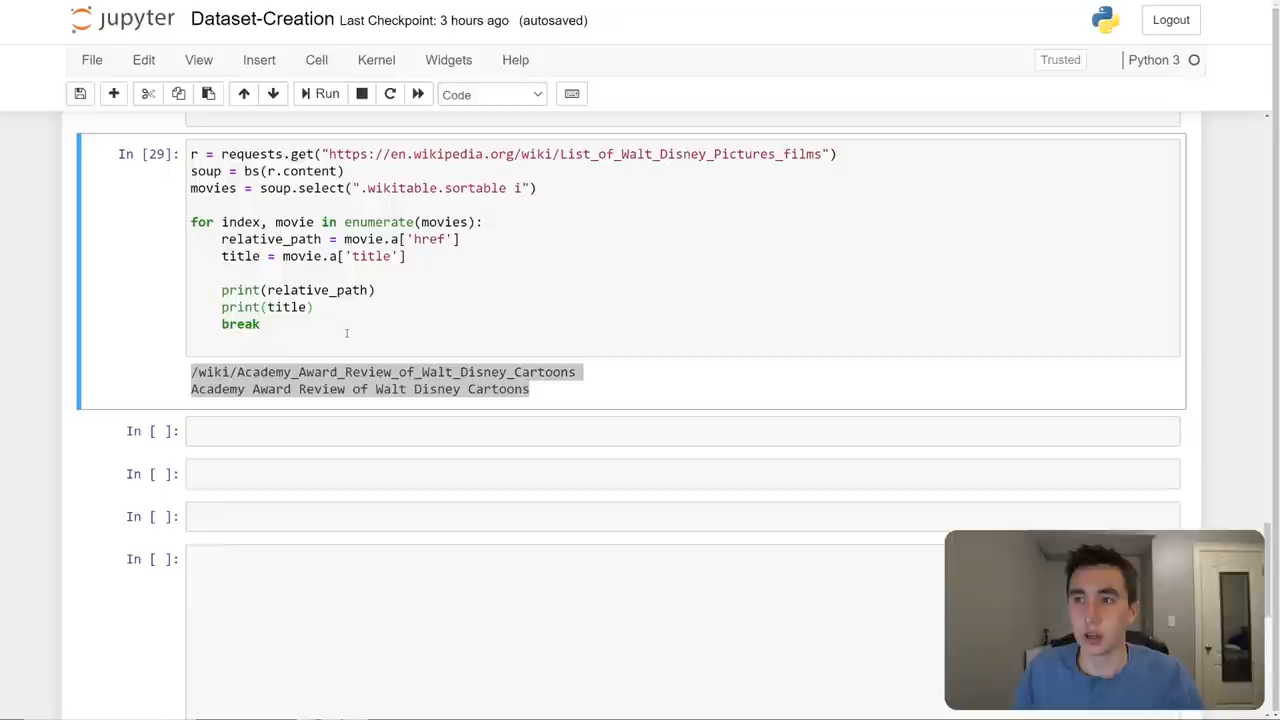 jupyter Dataset-Creation Last Checkpoint: 3 hours ago (autosaved) Logout
File Edit View Insert Cell Kernel Widgets Help Trusted Python 3
Run Code
In [29]: r = requests.get("https://en.wikipedia.org/wiki/List_of_Walt_Disney_Pictures_films")
soup = bs(r.content)
movies = soup.select(".wikitable.sortable i")
for index, movie in enumerate(movies):
    relative_path = movie.a['href']
    title = movie.a['title']
    print(relative_path)
    print(title)
    break
/wiki/Academy_Award_Review_of_Walt_Disney_Cartoons
Academy Award Review of Walt Disney Cartoons
In [ ]:
In [ ]:
In [ ]:
In [ ]: